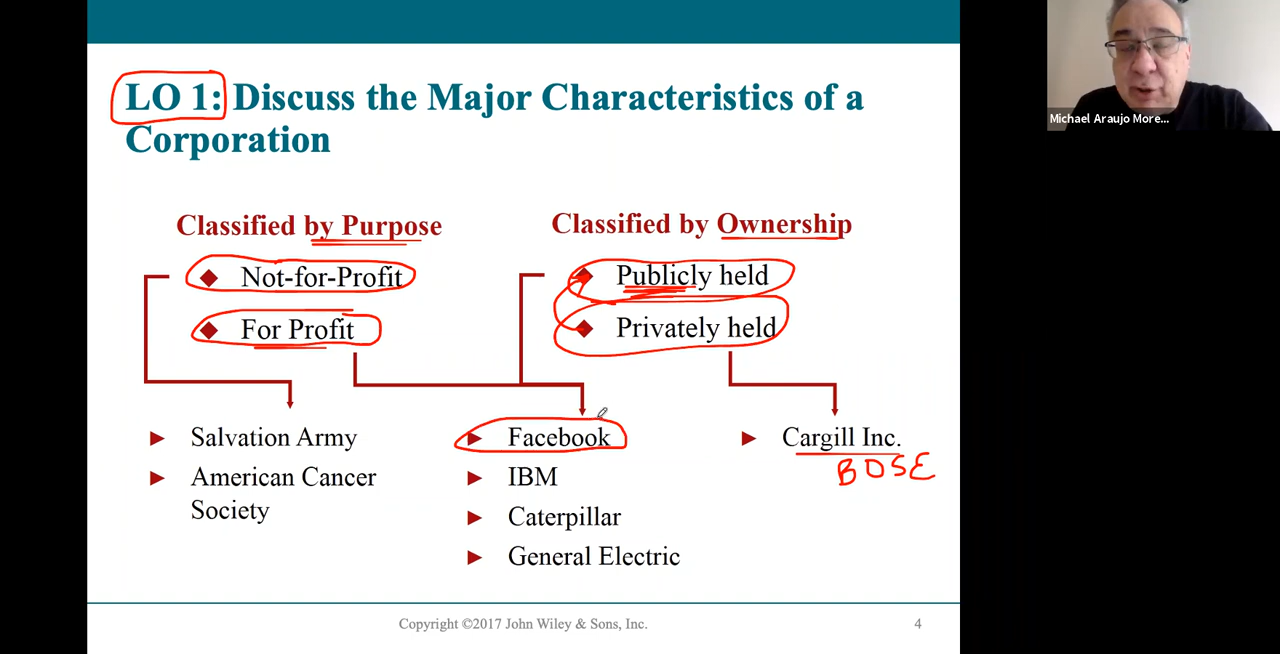 LO 1: Discuss the Major Characteristics of a
Corporation
Classified by Purpose
Not-for-Profit
For Profit
Salvation Army
American Cancer
Society
Classified by Ownership
Publicly held
Privately held
Facebook
IBM
Caterpillar
General Electric
Cargill Inc.
BOSE
Copyright ©2017 John Wiley & Sons, Inc.
4
Michael Araujo More...